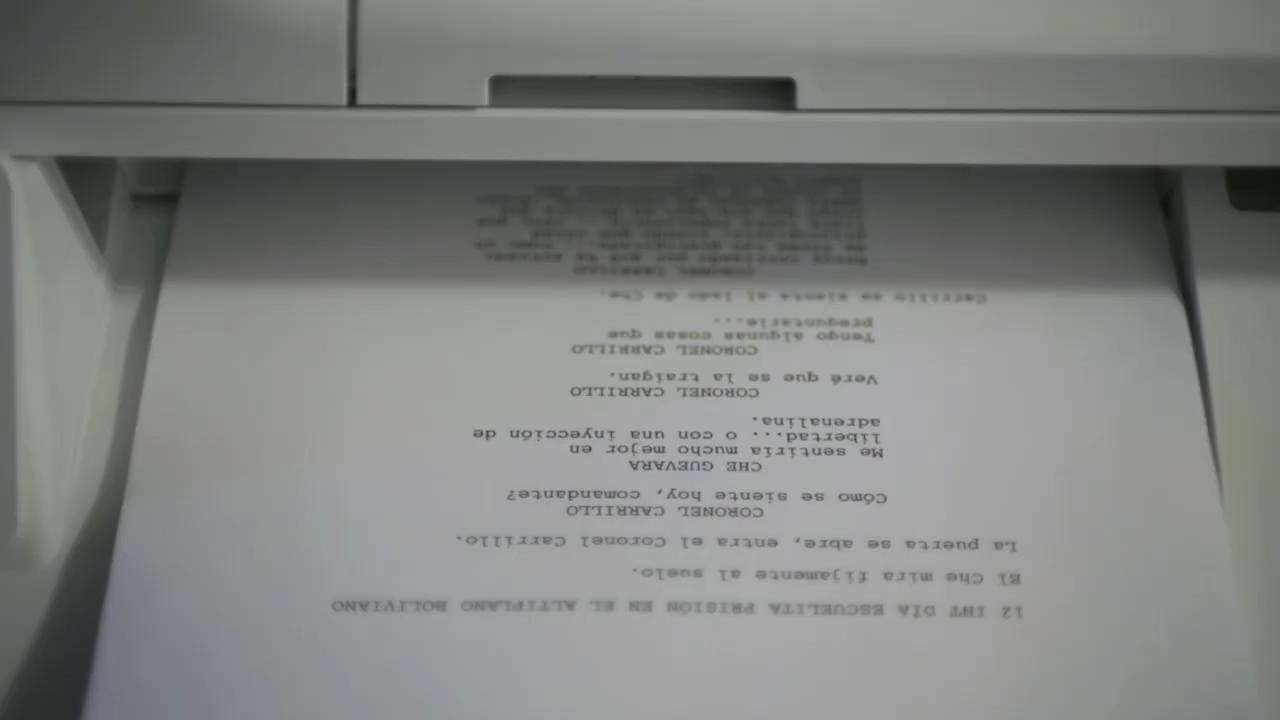 12 INT DÍA ESCUELITA PRISIÓN EN EL ALTIPLANO BOLIVIANO
El Che mira fijamente al suelo.
La puerta se abre, entra el Coronel Carrillo.
CORONEL CARRILLO
Cómo se siente hoy, comandante?
CHE GUEVARA
Me sentiría mucho mejor en
libertad... o con una inyección de
adrenalina.
CORONEL CARRILLO
Veré que se la traigan.
CORONEL CARRILLO
Tengo algunas cosas que
preguntarle...
Carrillo se sienta al lado de Che.
CORONEL CARRILLO